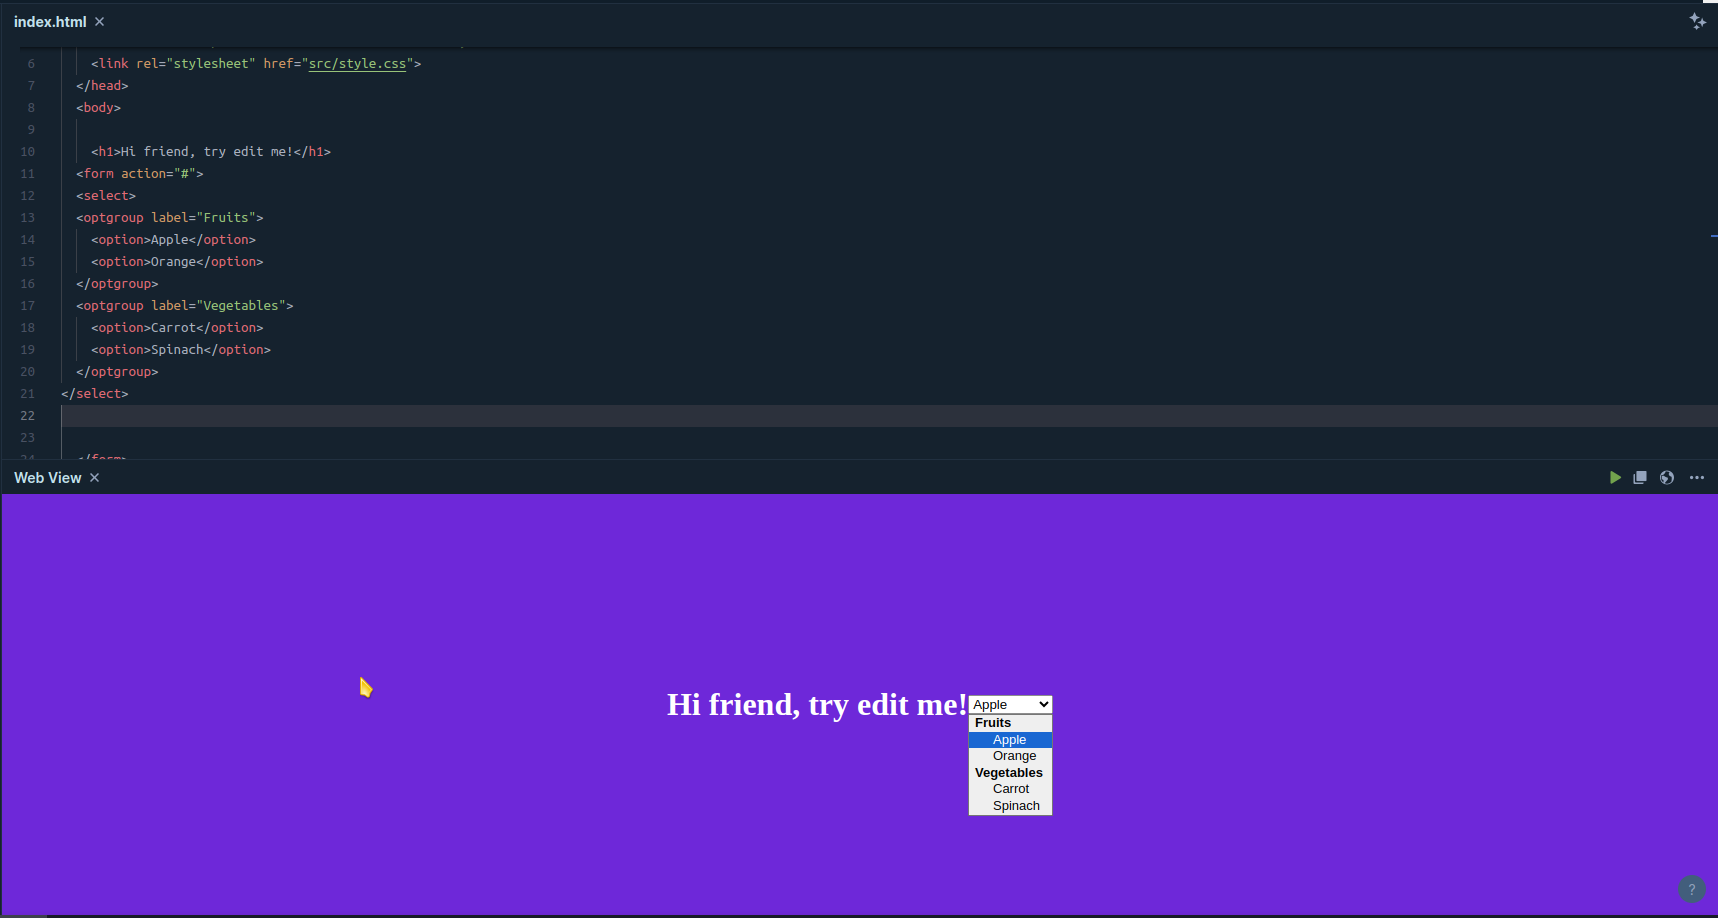 index.html ×
6 <link rel="stylesheet" href="src/style.css">
7 </head>
8 <body>
9
10 <h1>Hi friend, try edit me!</h1>
11 <form action="#">
12 <select>
13 <optgroup label="Fruits">
14 <option>Apple</option>
15 <option>Orange</option>
16 </optgroup>
17 <optgroup label="Vegetables">
18 <option>Carrot</option>
19 <option>Spinach</option>
20 </optgroup>
21 </select>
22
23
24 </form>
Web View ×
Hi friend, try edit me! Apple
Fruits
Apple
Orange
Vegetables
Carrot
Spinach
?